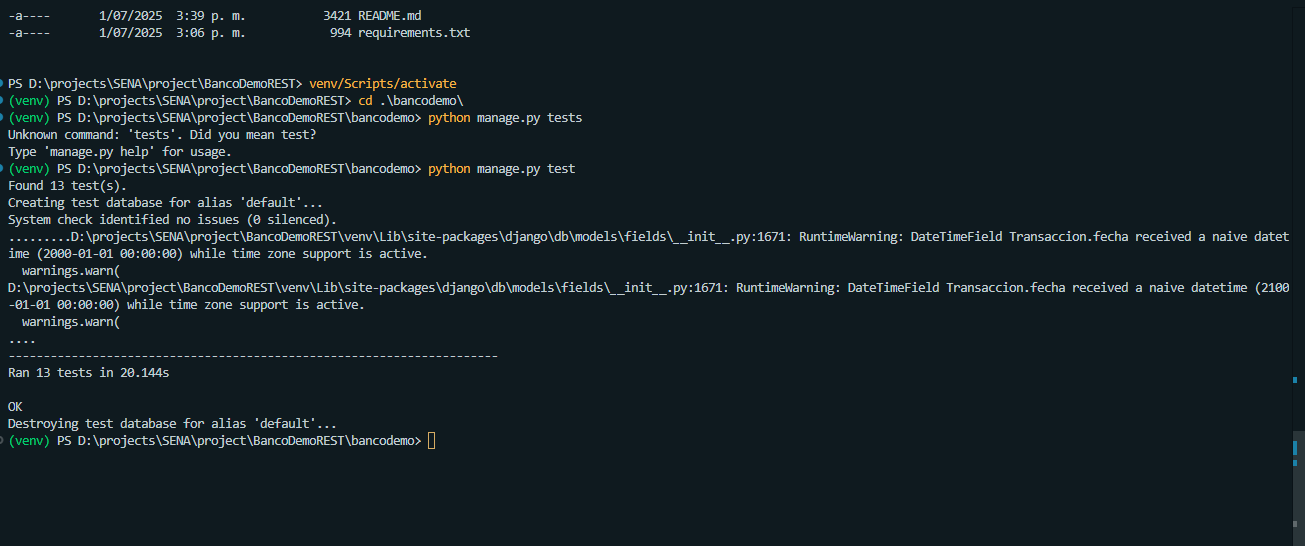 -a----       1/07/2025  3:39 p. m.           3421 README.md
-a----       1/07/2025  3:06 p. m.            994 requirements.txt
PS D:\projects\SENA\project\BancoDemoREST> venv/Scripts/activate
(venv) PS D:\projects\SENA\project\BancoDemoREST> cd .\bancodemo\
(venv) PS D:\projects\SENA\project\BancoDemoREST\bancodemo> python manage.py tests
Unknown command: 'tests'. Did you mean test?
Type 'manage.py help' for usage.
(venv) PS D:\projects\SENA\project\BancoDemoREST\bancodemo> python manage.py test
Found 13 test(s).
Creating test database for alias 'default'...
System check identified no issues (0 silenced).
.........D:\projects\SENA\project\BancoDemoREST\venv\Lib\site-packages\django\db\models\fields\__init__.py:1671: RuntimeWarning: DateTimeField Transaccion.fecha received a naive datet
ime (2000-01-01 00:00:00) while time zone support is active.
  warnings.warn(
D:\projects\SENA\project\BancoDemoREST\venv\Lib\site-packages\django\db\models\fields\__init__.py:1671: RuntimeWarning: DateTimeField Transaccion.fecha received a naive datetime (2100
-01-01 00:00:00) while time zone support is active.
  warnings.warn(
....
----------------------------------------------------------------------
Ran 13 tests in 20.144s
OK
Destroying test database for alias 'default'...
(venv) PS D:\projects\SENA\project\BancoDemoREST\bancodemo>